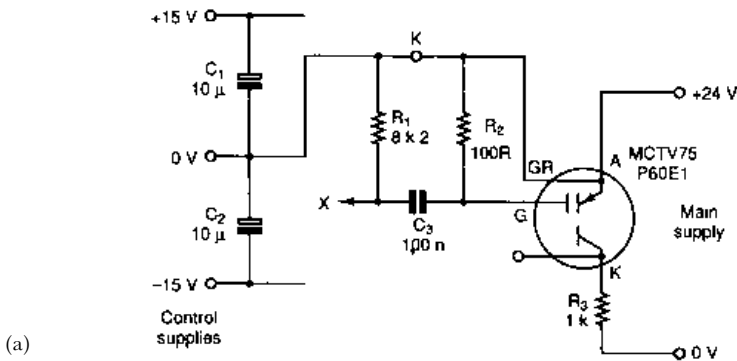 +15 V
C1
10 µ
0 V
C2
10 µ
−15 V
Control
supplies
K
R1
8 k 2
R2
100R
X
C3
100 n
GR
G
A
MCTV75
P60E1
+24 V
Main
supply
K
R3
1 k
0 V
(a)